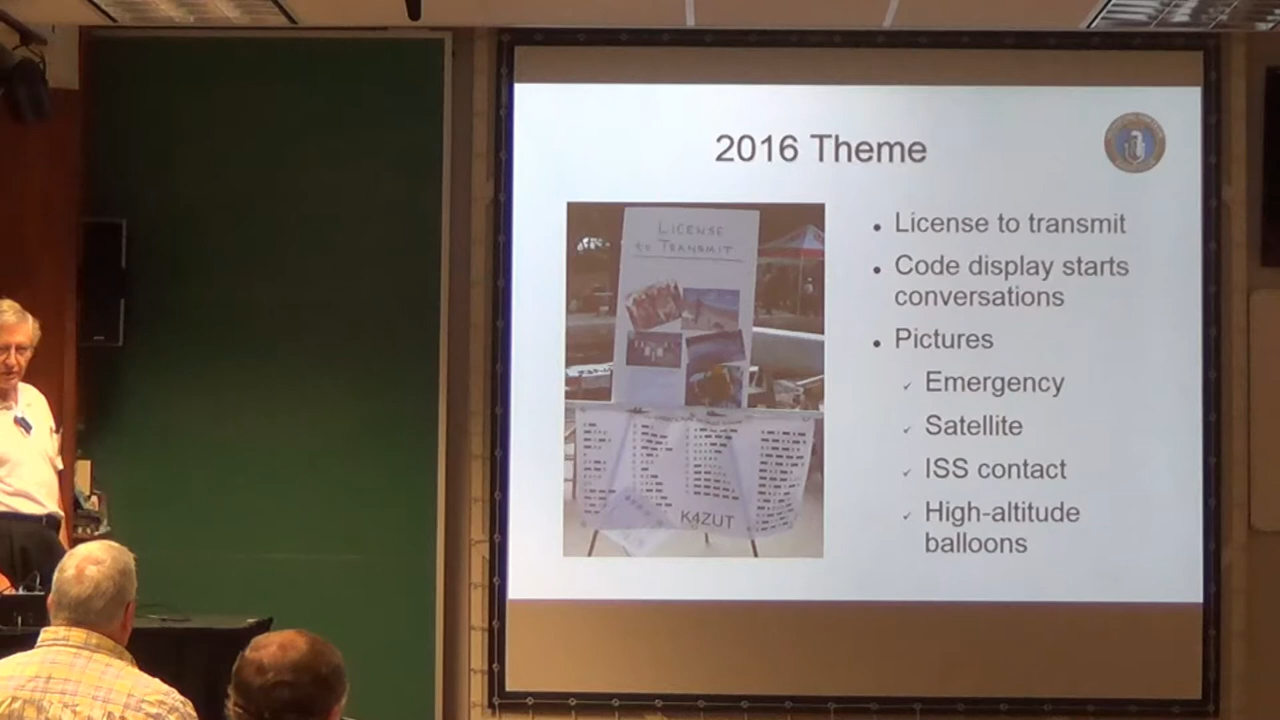 2016 Theme
LICENSE
to TRANSMIT
K4ZUT
• License to transmit
• Code display starts
conversations
• Pictures
✓ Emergency
✓ Satellite
✓ ISS contact
✓ High-altitude
balloons